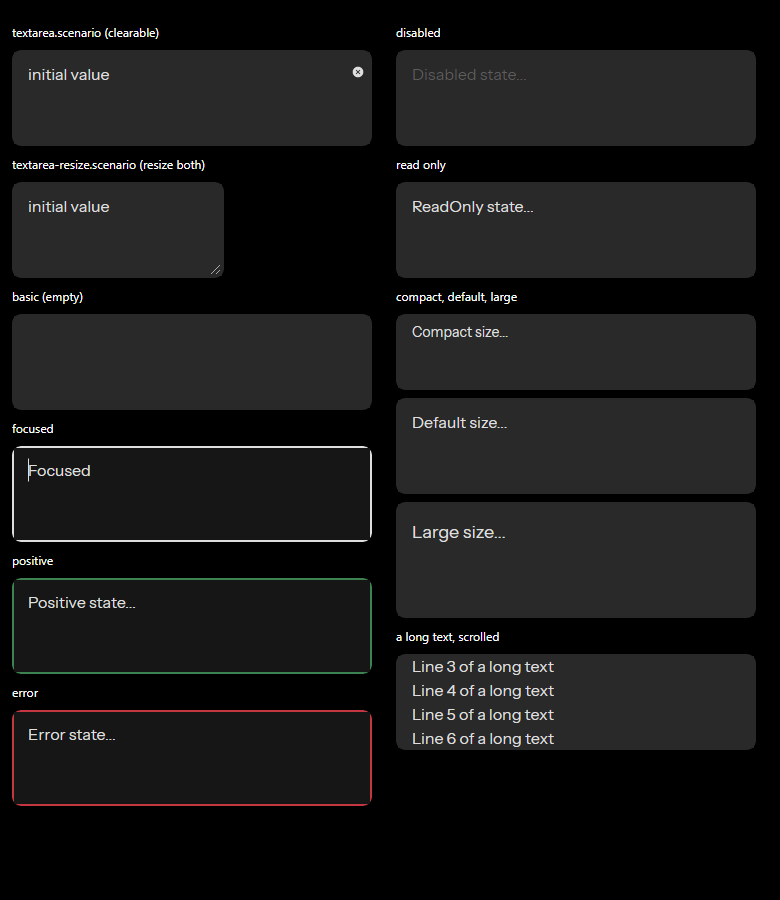 textarea.scenario (clearable)
initial value
textarea-resize.scenario (resize both)
initial value
basic (empty)
focused
Focused
positive
Positive state...
error
Error state...
disabled
Disabled state...
read only
ReadOnly state...
compact, default, large
Compact size...
Default size...
Large size...
a long text, scrolled
Line 3 of a long text
Line 4 of a long text
Line 5 of a long text
Line 6 of a long text